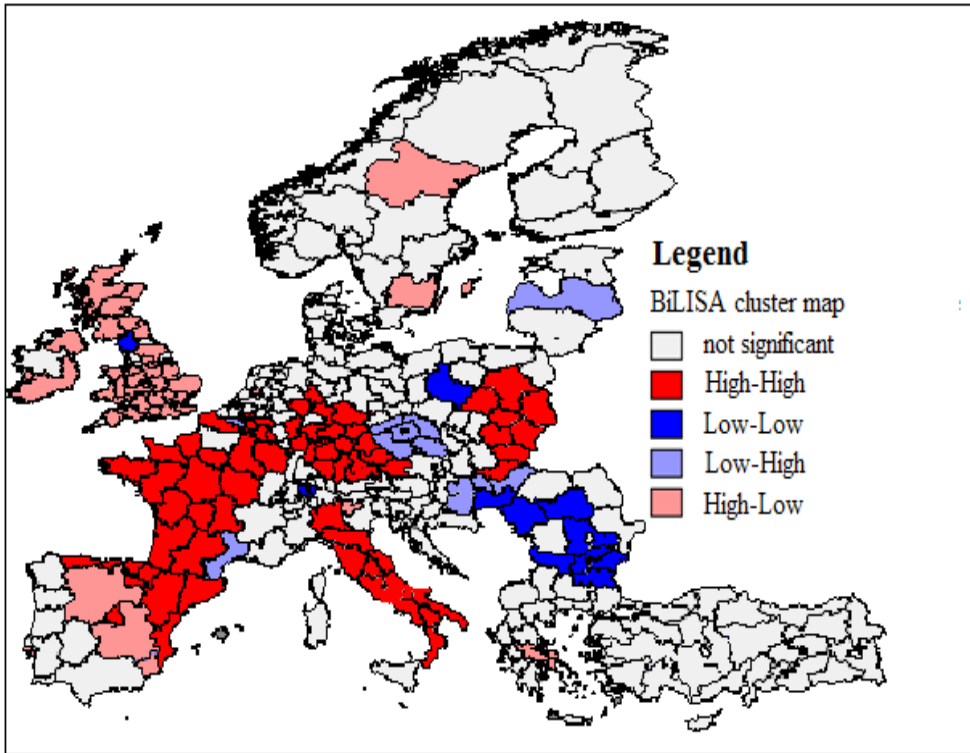 Legend
BiLISA cluster map
not significant
High-High
Low-Low
Low-High
High-Low